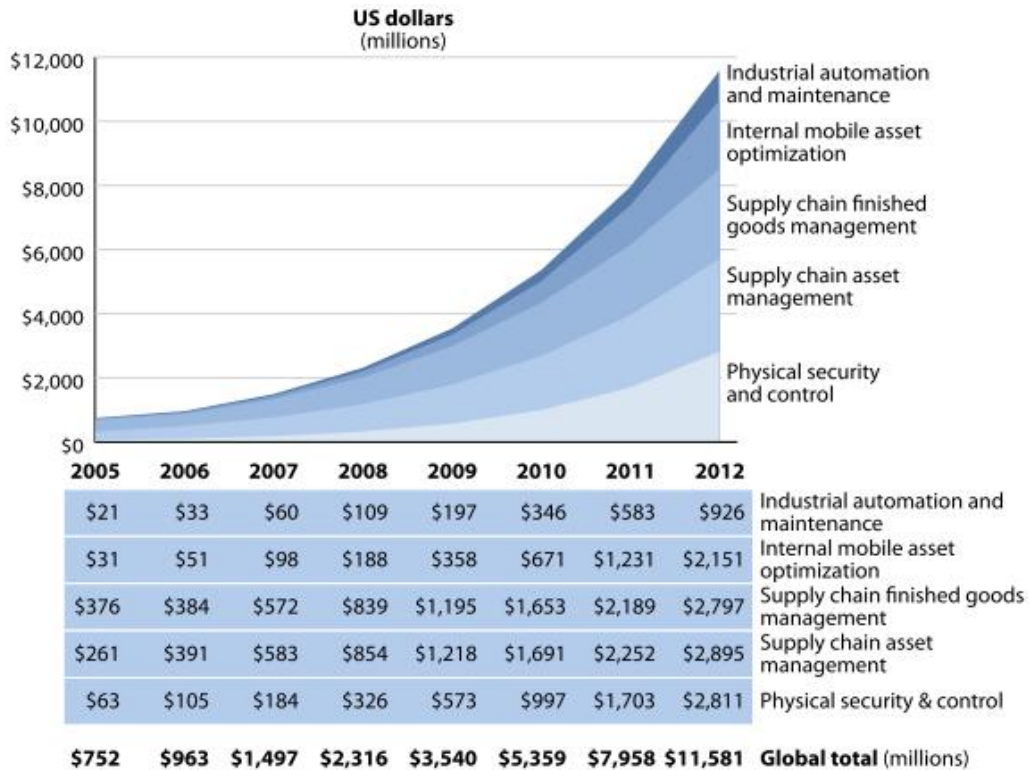 US dollars
(millions)
$12,000
$10,000
$8,000
$6,000
$4,000
$2,000
$0
Industrial automation
and maintenance
Internal mobile asset
optimization
Supply chain finished
goods management
Supply chain asset
management
Physical security
and control
2005 2006 2007 2008 2009 2010 2011 2012
$21 $33 $60 $109 $197 $346 $583 $926 Industrial automation and
maintenance
$31 $51 $98 $188 $358 $671 $1,231 $2,151 Internal mobile asset
optimization
$376 $384 $572 $839 $1,195 $1,653 $2,189 $2,797 Supply chain finished goods
management
$261 $391 $583 $854 $1,218 $1,691 $2,252 $2,895 Supply chain asset
management
$63 $105 $184 $326 $573 $997 $1,703 $2,811 Physical security & control
$752 $963 $1,497 $2,316 $3,540 $5,359 $7,958 $11,581 Global total (millions)